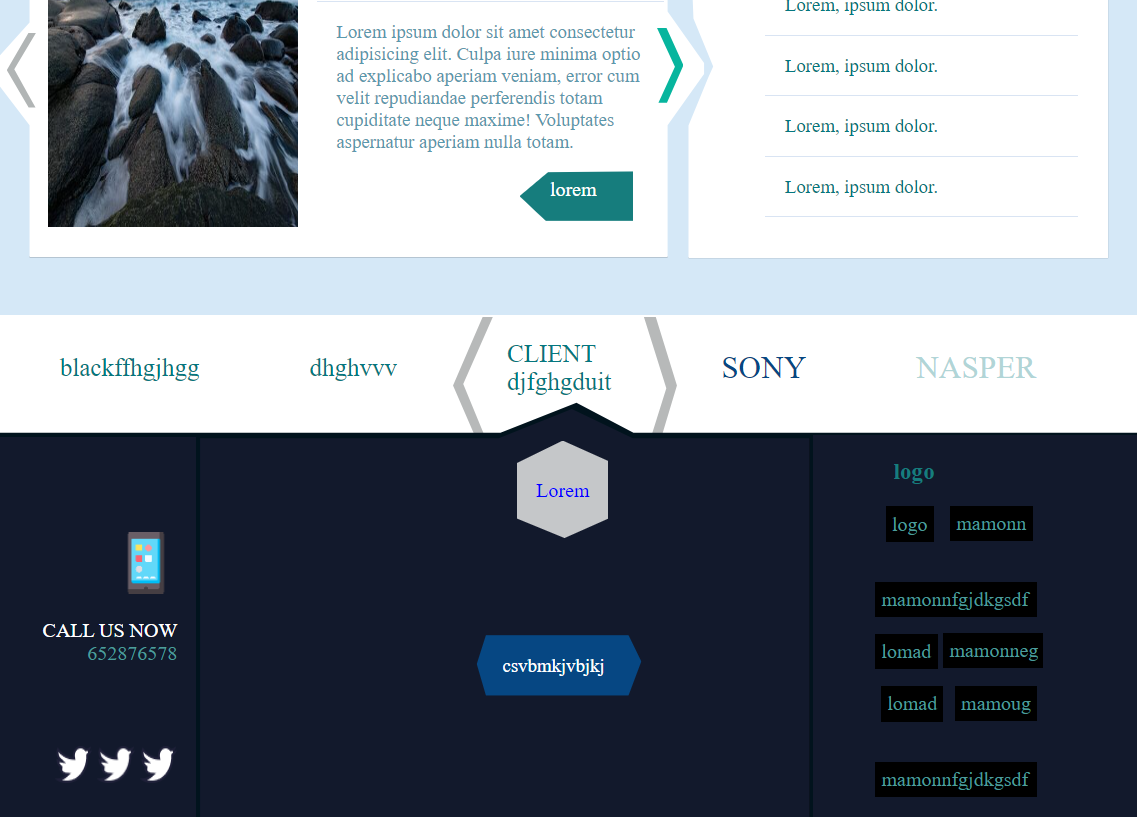 Lorem, ipsum dolor.
Lorem ipsum dolor sit amet consectetur
adipisicing elit. Culpa iure minima optio
ad explicabo aperiam veniam, error cum
velit repudiandae perferendis totam
cupiditate neque maxime! Voluptates
aspernatur aperiam nulla totam.
lorem
Lorem, ipsum dolor.
Lorem, ipsum dolor.
Lorem, ipsum dolor.
blackffhgjhgg
dhghvvv
CLIENT
djfghgduit
SONY
NASPER
CALL US NOW
652876578
Lorem
csvbmkjvbjkj
logo
logo
mamonn
mamonnfgjdkgsdf
lomad
mamonneg
lomad
mamoug
mamonnfgjdkgsdf